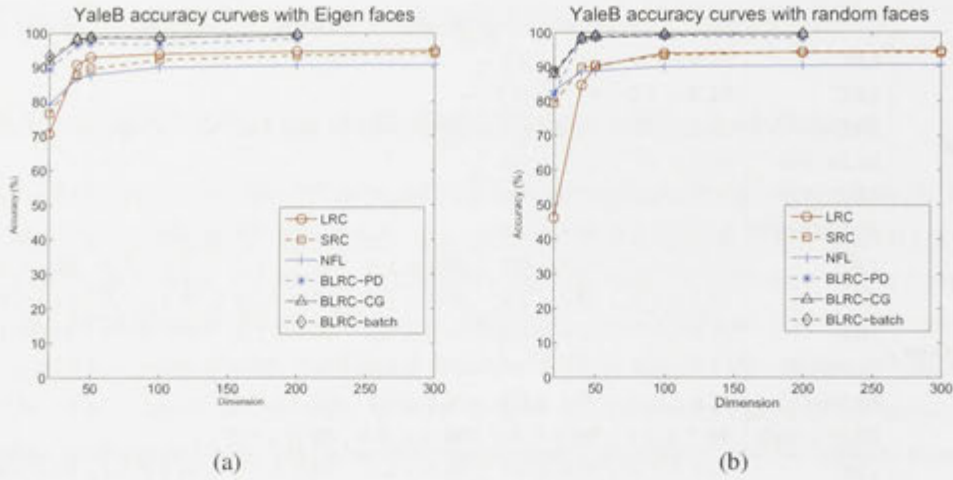 YaleB accuracy curves with Eigen faces
100
90
80
70
60
50
40
30
20
10
0
Accuracy (%)
LRC
SRC
NFL
BLRC-PD
BLRC-CG
BLRC-batch
50 100 150 200 250 300
Dimension
(a)
YaleB accuracy curves with random faces
100
90
80
70
60
50
40
30
20
10
0
Accuracy (%)
LRC
SRC
NFL
BLRC-PD
BLRC-CG
BLRC-batch
50 100 150 200 250 300
Dimension
(b)